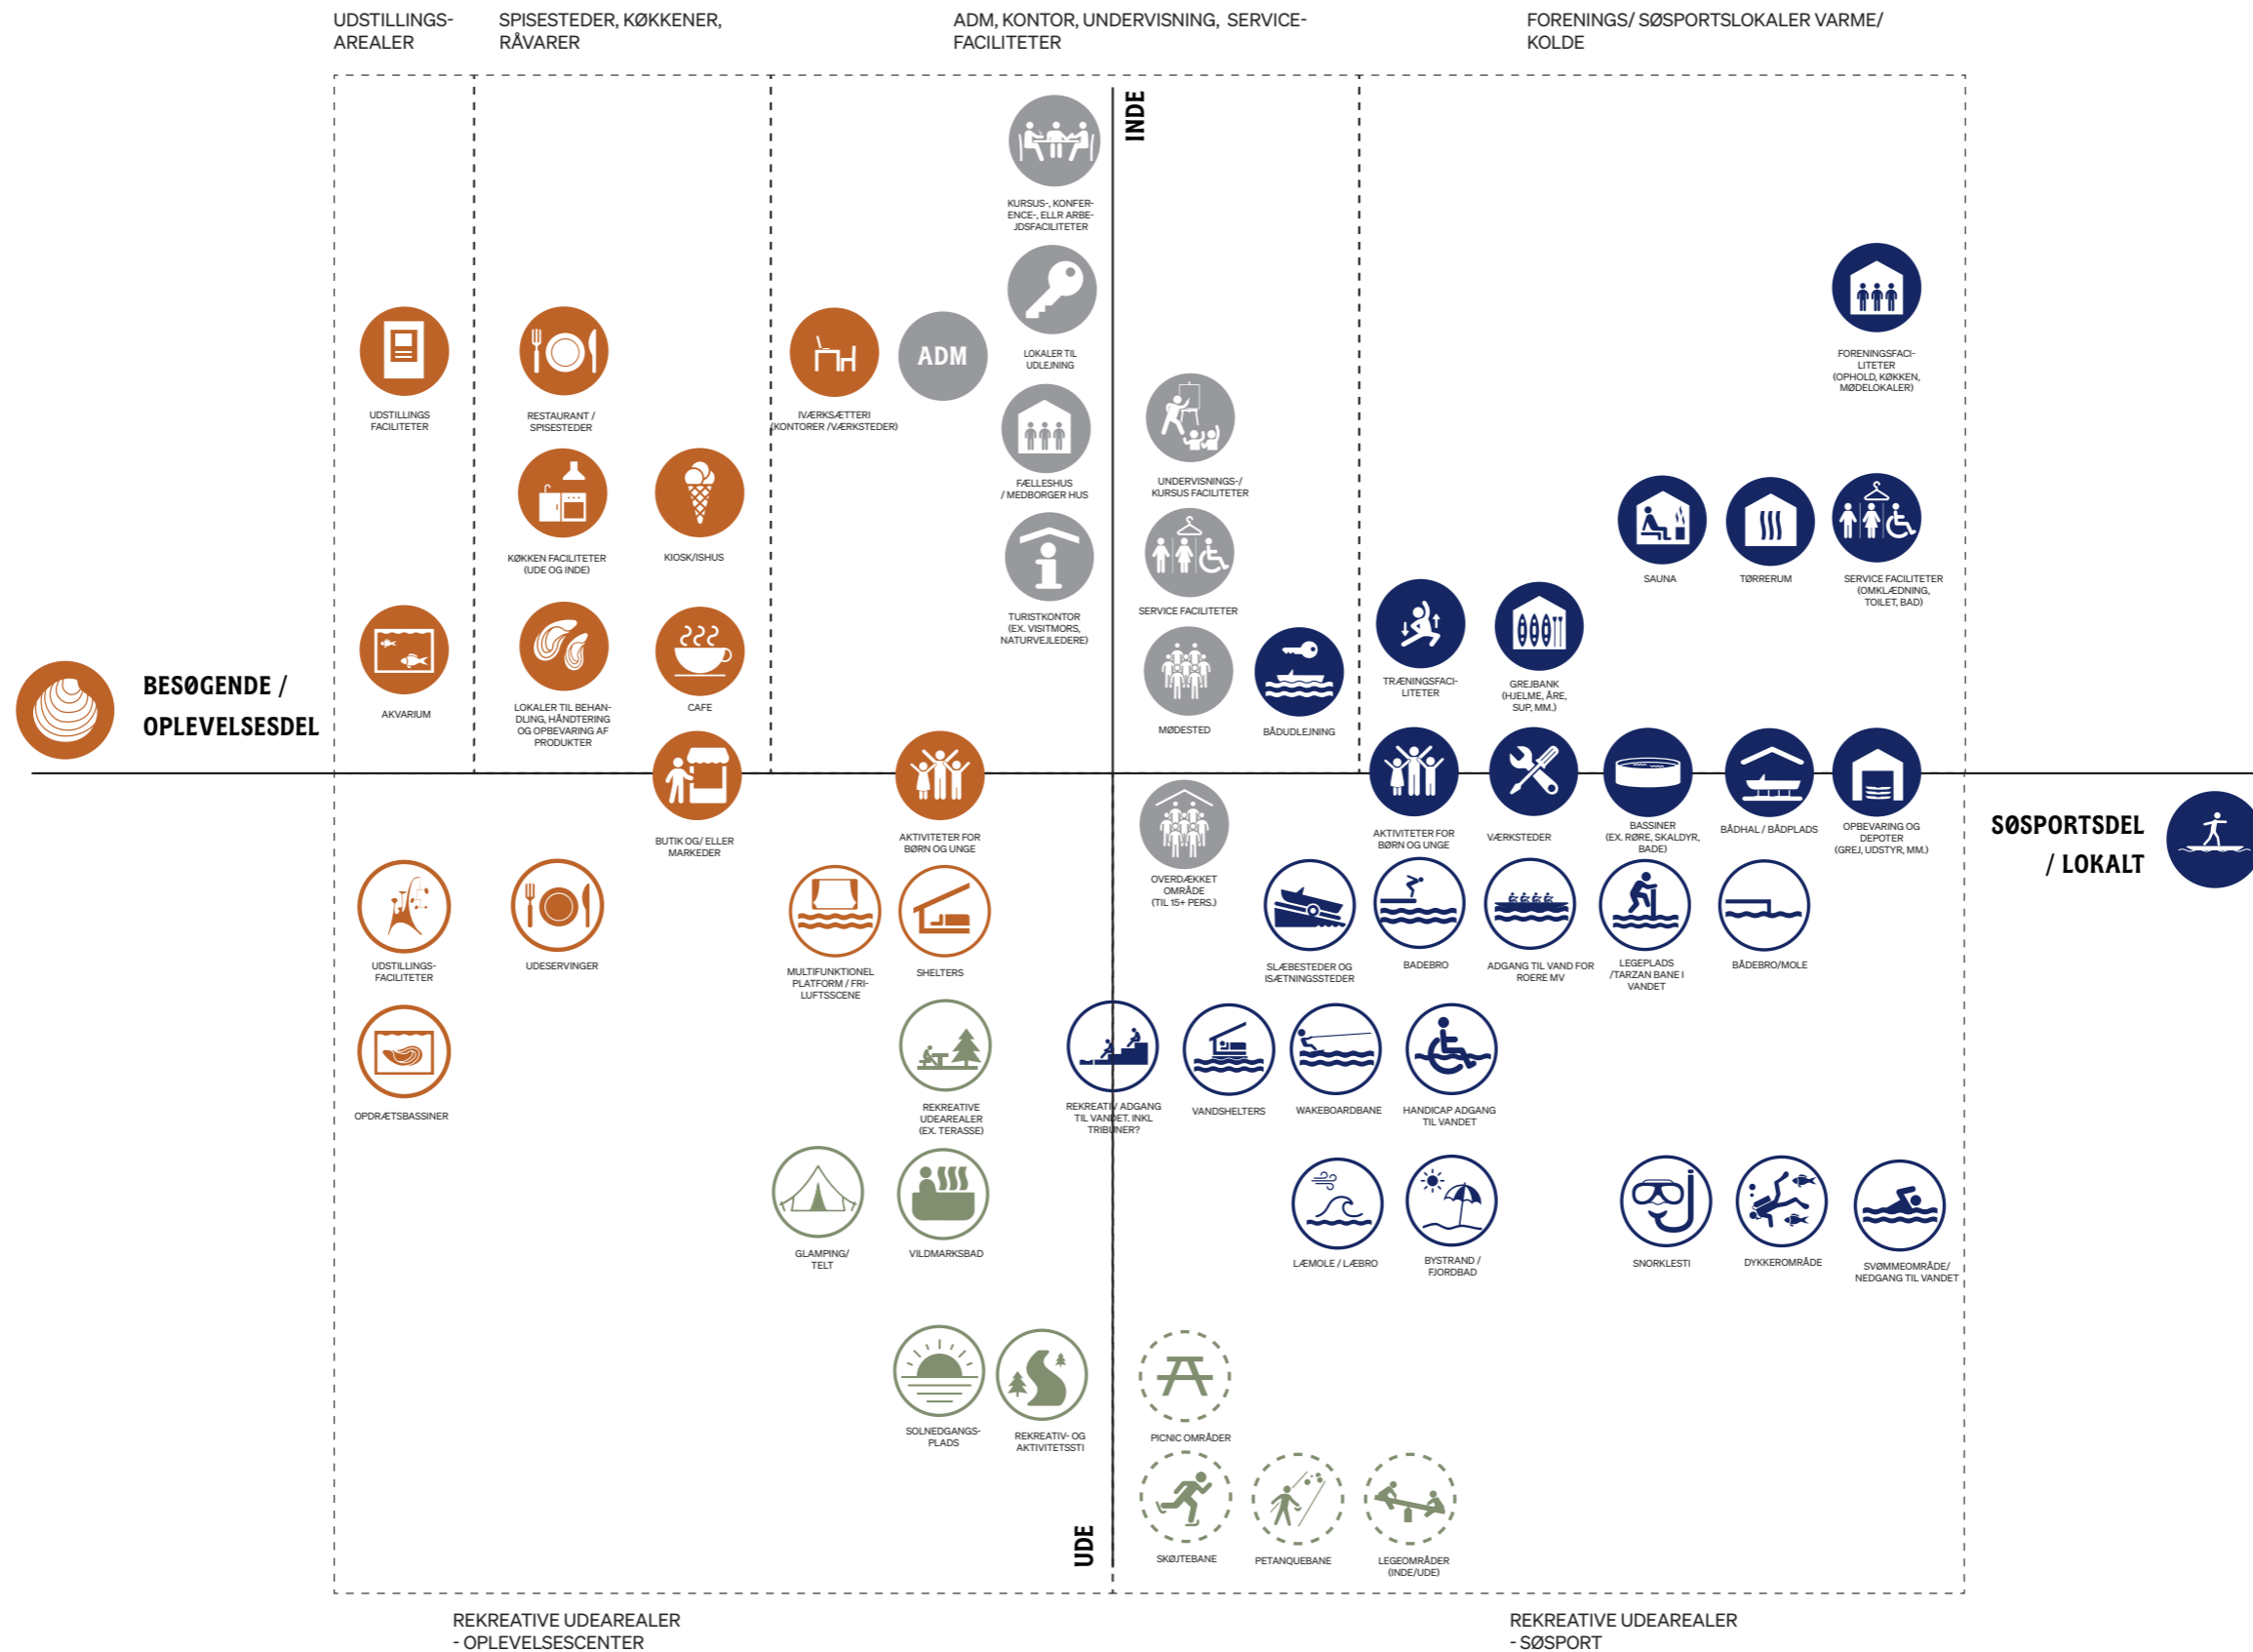 UDSTILLINGS-
AREALER
SPISESTEDER, KØKKENER,
RÅVARER
ADM, KONTOR, UNDERVISNING, SERVICE-
FACILITETER
FORENINGS/ SØSPORTSLOKALER VARME/
KOLDE
INDE
KURSUS-, KONFER-
ENCE-, ELLR ARBE-
JDSFACILITETER
LOKALER TIL
UDLEJNING
FORENINGSFACI-
LITETER
(OPHOLD, KØKKEN,
MØDELOKALER)
UDSTILLINGS
FACILITETER
RESTAURANT /
SPISESTEDER
IVÆRKSÆTTERI
(KONTORER /VÆRKSTEDER)
ADM
FÆLLESHUS
/ MEDBORGER HUS
UNDERVISNINGS-/
KURSUS FACILITETER
KØKKEN FACILITETER
(UDE OG INDE)
KIOSK/ISHUS
TURISTKONTOR
(EX. VISITMORS,
NATURVEJLEDERE)
SERVICE FACILITETER
SAUNA
TØRRERUM
SERVICE FACILITETER
(OMKLÆDNING,
TOILET, BAD)
AKVARIUM
LOKALER TIL BEHAN-
DLING, HÅNDTERING
OG OPBEVARING AF
PRODUKTER
CAFE
MØDESTED
BÅDUDLEJNING
TRÆNINGSFACI-
LITETER
GREJBANK
(HJELME, ÅRE,
SUP, MM.)
BESØGENDE /
OPLEVELSESDEL
BUTIK OG/ ELLER
MARKEDER
AKTIVITETER FOR
BØRN OG UNGE
OVERDÆKKET
OMRÅDE
(TIL 15+ PERS.)
AKTIVITETER FOR
BØRN OG UNGE
VÆRKSTEDER
BASSINER
(EX. RØRE, SKALDYR,
BADE)
BÅDHAL / BÅDPLADS
OPBEVARING OG
DEPOTER
(GREJ, UDSTYR, MM.)
SØSPORTSDEL
/ LOKALT
UDSTILLINGS-
FACILITETER
UDESERVINGER
MULTIFUNKTIONEL
PLATFORM / FRI-
LUFTSSCENE
SHELTERS
SLÆBESTEDER OG
ISÆTNINGSSTEDER
BADEBRO
ADGANG TIL VAND FOR
ROERE MV
LEGEPLADS
/TARZAN BANE I
VANDET
BÅDEBRO/MOLE
OPDRÆTSBASSINER
REKREATIVE
UDEAREALER
(EX. TERASSE)
REKREATIV ADGANG
TIL VANDET. INKL
TRIBUNER?
VANDSHELTERS
WAKEBOARDBANE
HANDICAP ADGANG
TIL VANDET
GLAMPING/
TELT
VILDMARKSBAD
LÆMOLE / LÆBRO
BYSTRAND /
FJORDBAD
SNORKLESTI
DYKKEROMRÅDE
SVØMMEOMRÅDE/
NEDGANG TIL VANDET
SOLNEDGANGS-
PLADS
REKREATIV- OG
AKTIVITETSSTI
PICNIC OMRÅDER
UDE
SKØJTEBANE
PETANQUEBANE
LEGEOMRÅDER
(INDE/UDE)
REKREATIVE UDEAREALER
- OPLEVELSESCENTER
REKREATIVE UDEAREALER
- SØSPORT